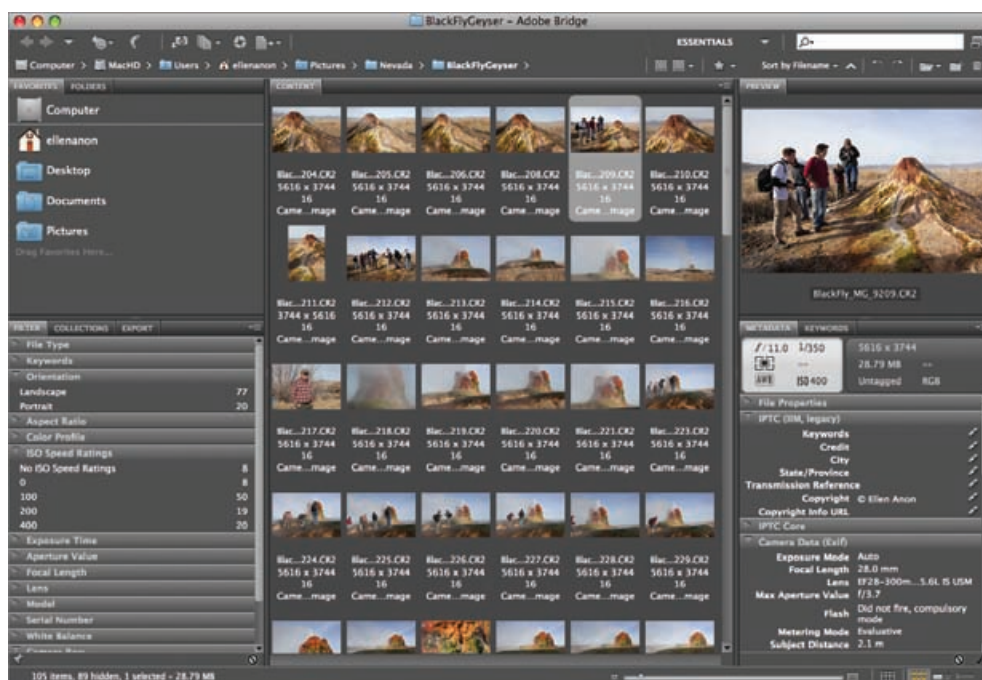 BlackFlyGeyser – Adobe Bridge
ESSENTIALS
Computer > MacHD > Users > ellenanon > Pictures > Nevada > BlackFlyGeyser >
Sort by Filename
FAVORITES FOLDERS
Computer
ellenanon
Desktop
Documents
Pictures
Drag Favorites Here...
CONTENT
Blac...204.CR2 Blac...205.CR2 Blac...206.CR2 Blac...208.CR2 Blac...209.CR2 Blac...210.CR2
5616 x 3744 5616 x 3744 5616 x 3744 5616 x 3744 5616 x 3744 5616 x 3744
16 16 16 16 16 16
Came...mage Came...mage Came...mage Came...mage Came...mage Came...mage
Blac...211.CR2 Blac...212.CR2 Blac...213.CR2 Blac...214.CR2 Blac...215.CR2 Blac...216.CR2
3744 x 5616 5616 x 3744 5616 x 3744 5616 x 3744 5616 x 3744 5616 x 3744
16 16 16 16 16 16
Came...mage Came...mage Came...mage Came...mage Came...mage Came...mage
Blac...217.CR2 Blac...218.CR2 Blac...219.CR2 Blac...220.CR2 Blac...221.CR2 Blac...223.CR2
5616 x 3744 5616 x 3744 5616 x 3744 5616 x 3744 5616 x 3744 5616 x 3744
16 16 16 16 16 16
Came...mage Came...mage Came...mage Came...mage Came...mage Came...mage
Blac...224.CR2 Blac...225.CR2 Blac...226.CR2 Blac...227.CR2 Blac...228.CR2 Blac...229.CR2
5616 x 3744 5616 x 3744 5616 x 3744 5616 x 3744 5616 x 3744 5616 x 3744
16 16 16 16 16 16
Came...mage Came...mage Came...mage Came...mage Came...mage Came...mage
FILTER COLLECTIONS EXPORT
File Type
Keywords
Orientation
Landscape 77
Portrait 20
Aspect Ratio
Color Profile
ISO Speed Ratings
No ISO Speed Ratings 8
0 8
100 50
200 19
400 20
Exposure Time
Aperture Value
Focal Length
Lens
Model
Serial Number
White Balance
Camera Raw
PREVIEW
BlackFly_MG_9209.CR2
METADATA KEYWORDS
f/11.0 1/350 5616 x 3744
-- 28.79 MB --
AWB ISO400 Untagged RGB
File Properties
IPTC (IIM, legacy)
Keywords
Credit
City
State/Province
Transmission Reference
Copyright © Ellen Anon
Copyright Info URL
IPTC Core
Camera Data (Exif)
Exposure Mode Auto
Focal Length 28.0 mm
Lens EF28-300m...5.6L IS USM
Max Aperture Value f/3.7
Flash Did not fire, compulsory
mode
Metering Mode Evaluative
Subject Distance 2.1 m
105 items, 89 hidden, 1 selected - 28.79 MB